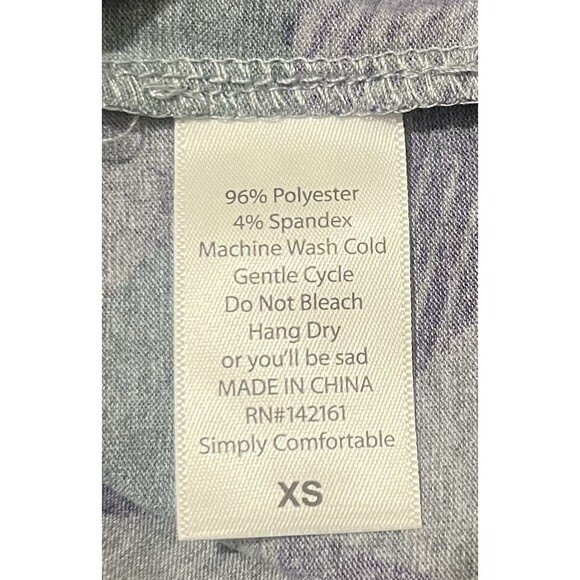 96% Polyester
4% Spandex
Machine Wash Cold
Gentle Cycle
Do Not Bleach
Hang Dry
or you'll be sad
MADE IN CHINA
RN#142161
Simply Comfortable
XS